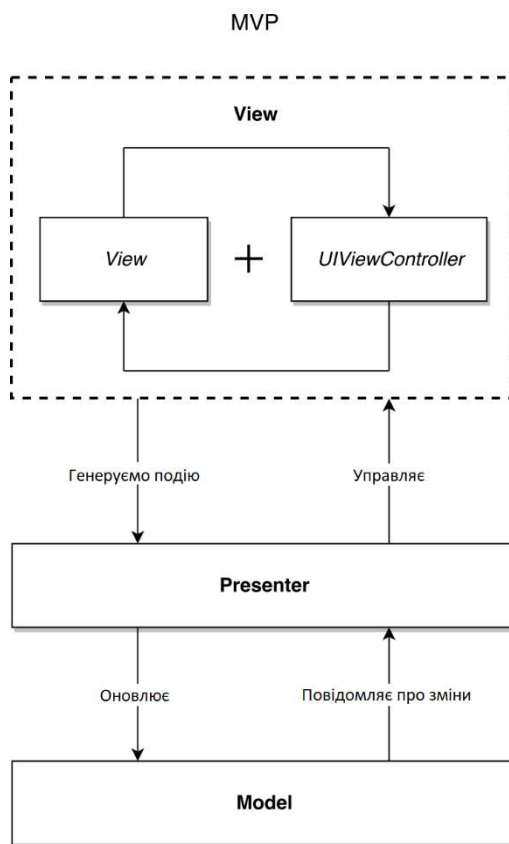 MVP
View
View
+
UIViewController
Генеруємо подію
Управляє
Presenter
Оновлює
Повідомляє про зміни
Model